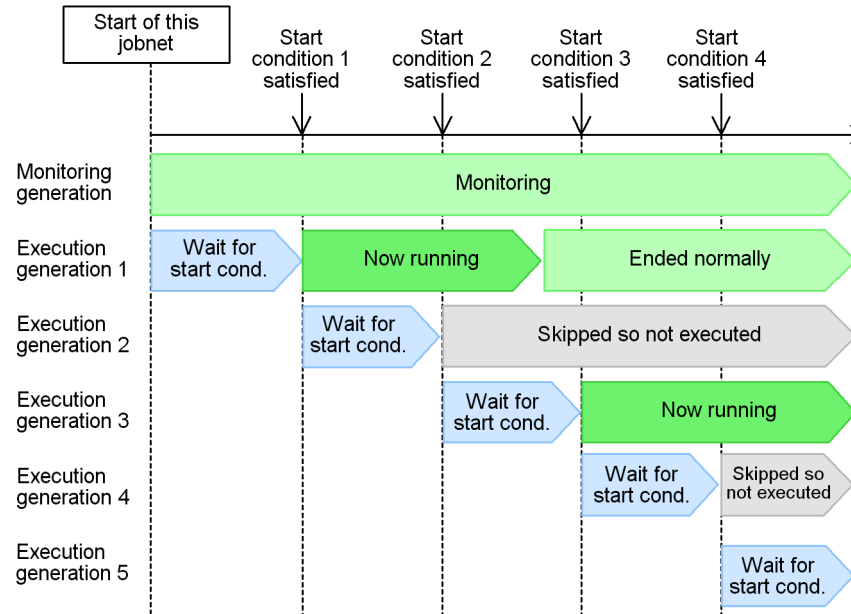 Start of this
jobnet
Start
condition 1
satisfied
Start
condition 2
satisfied
Start
condition 3
satisfied
Start
condition 4
satisfied
Monitoring
generation
Monitoring
Execution
generation 1
Wait for
start cond.
Now running
Ended normally
Execution
generation 2
Wait for
start cond.
Skipped so not executed
Execution
generation 3
Wait for
start cond.
Now running
Execution
generation 4
Wait for
start cond.
Skipped so
not executed
Execution
generation 5
Wait for
start cond.